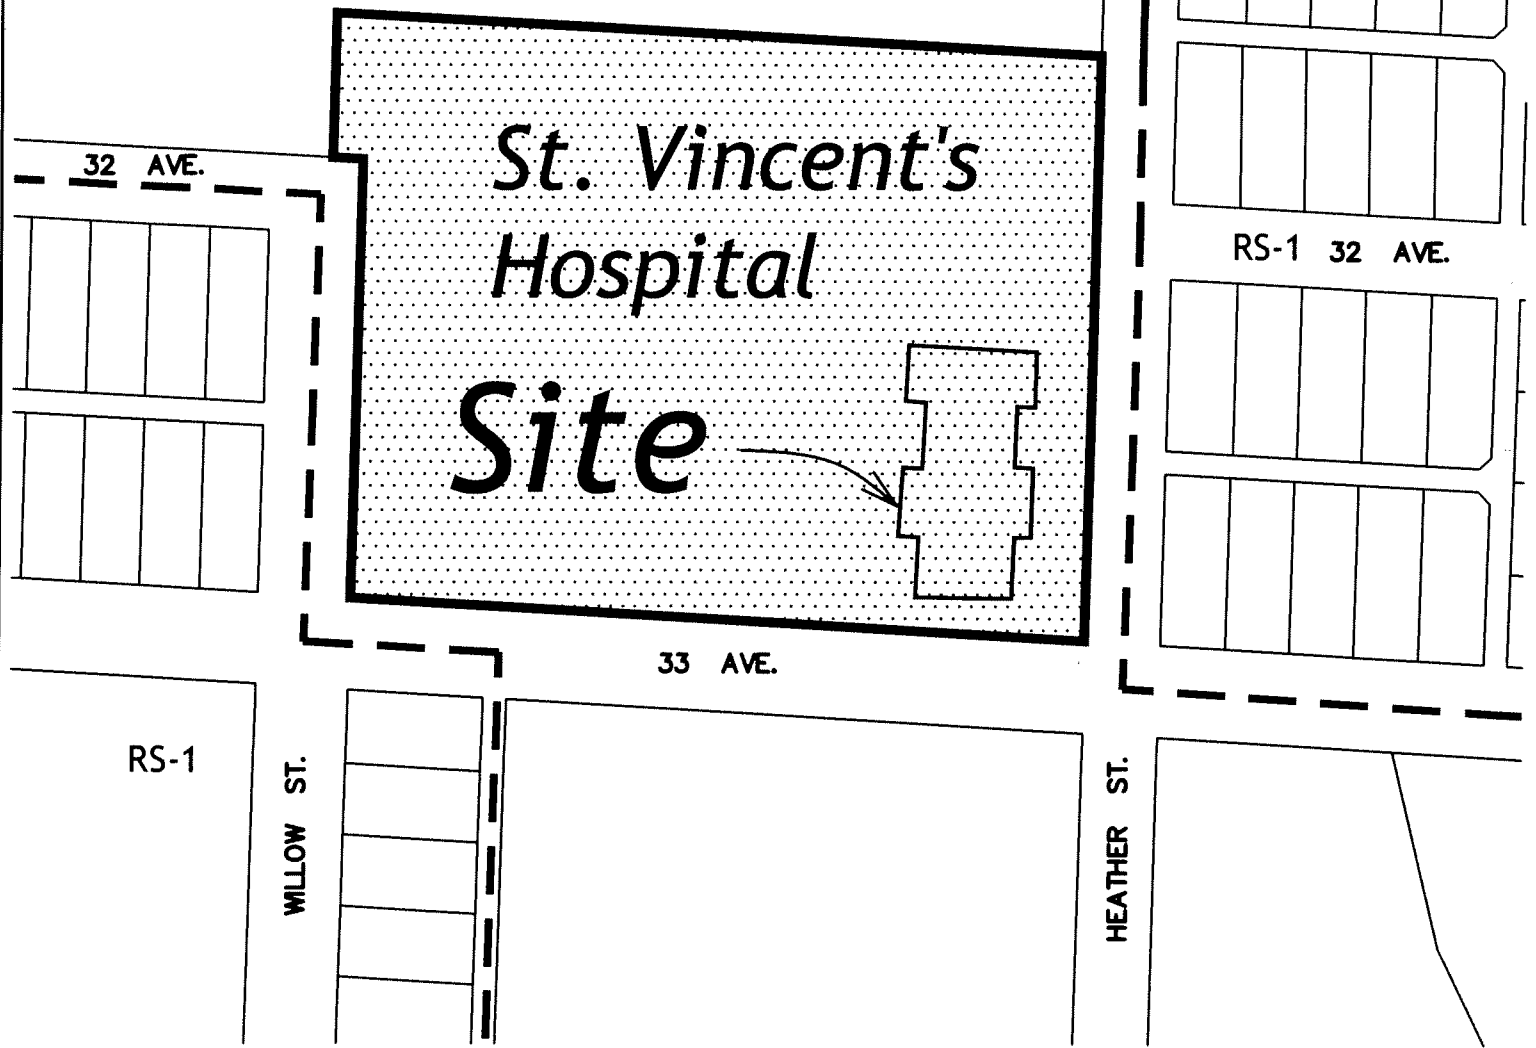 St. Vincent's
Hospital
Site
32 AVE.
RS-1 32 AVE.
33 AVE.
RS-1
WILLOW ST.
HEATHER ST.